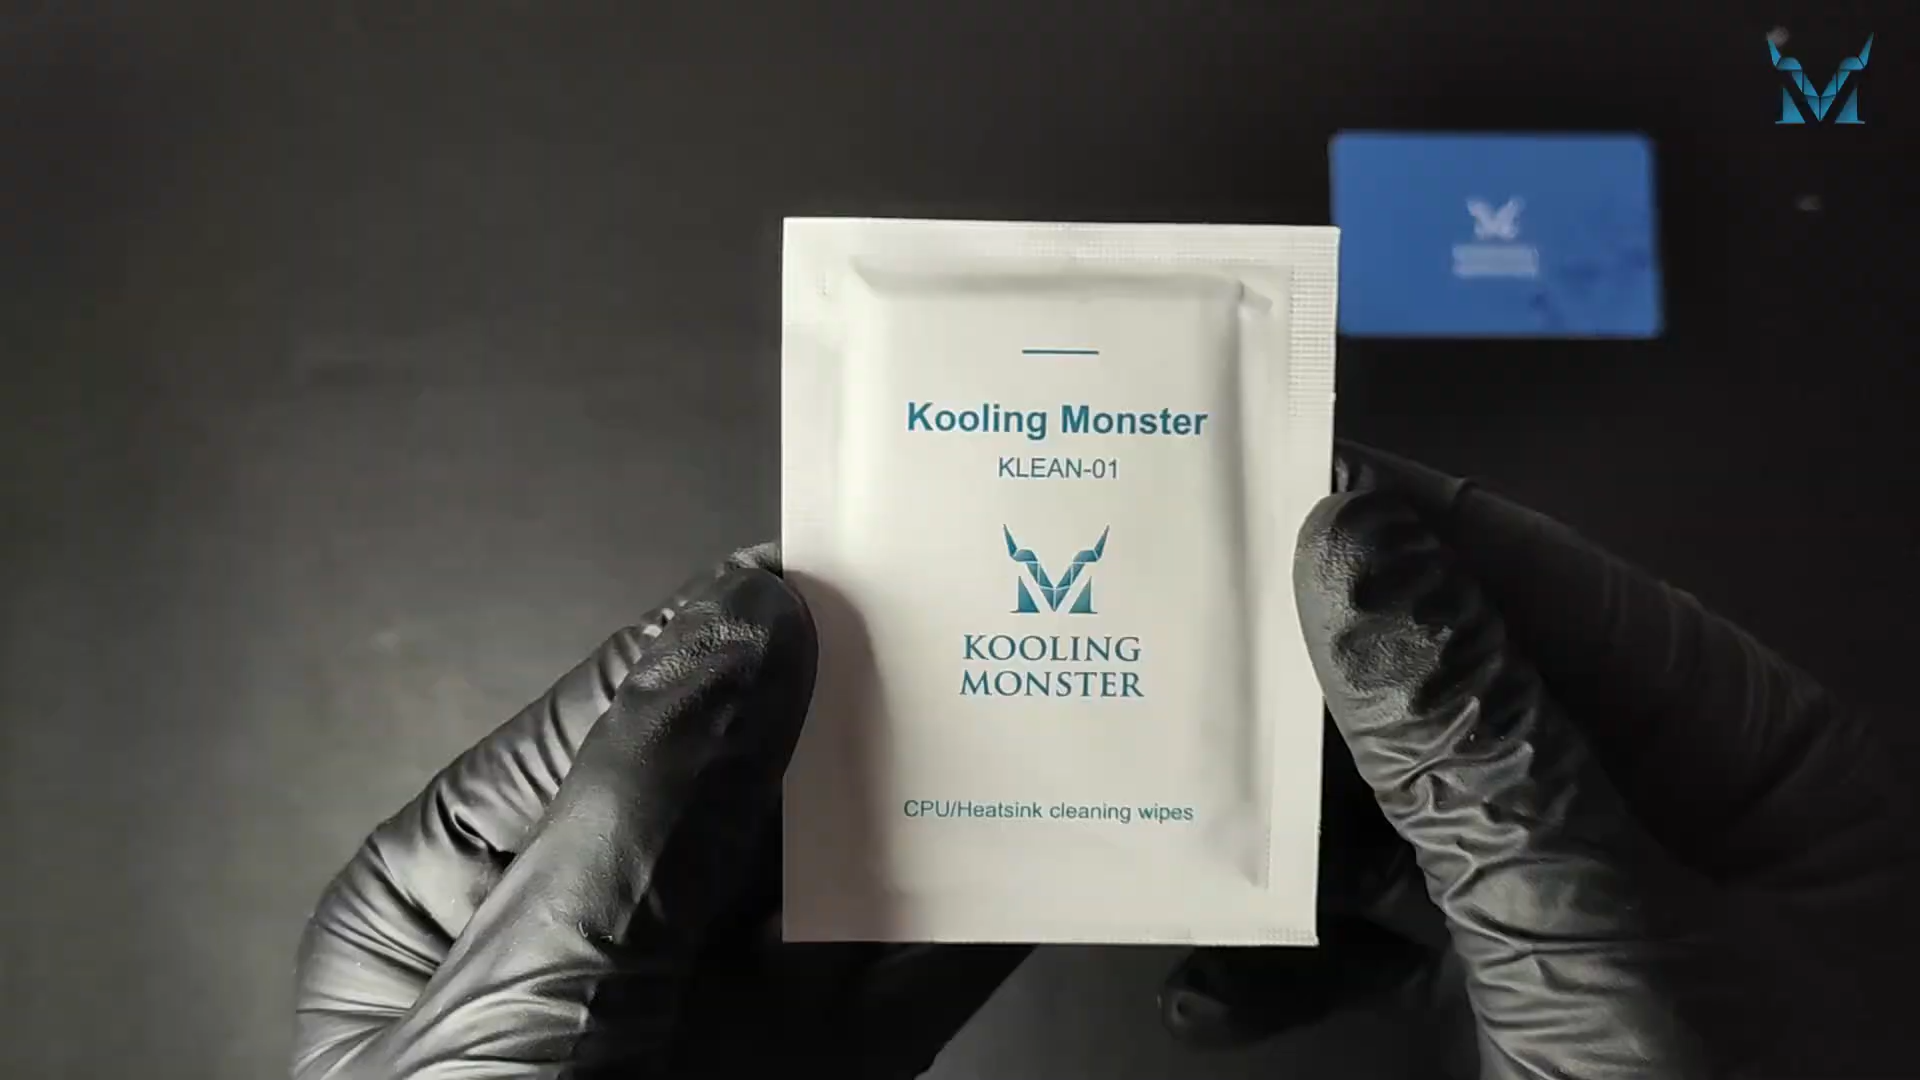 Kooling Monster
KLEAN-01
KOOLING
MONSTER
CPU/Heatsink cleaning wipes